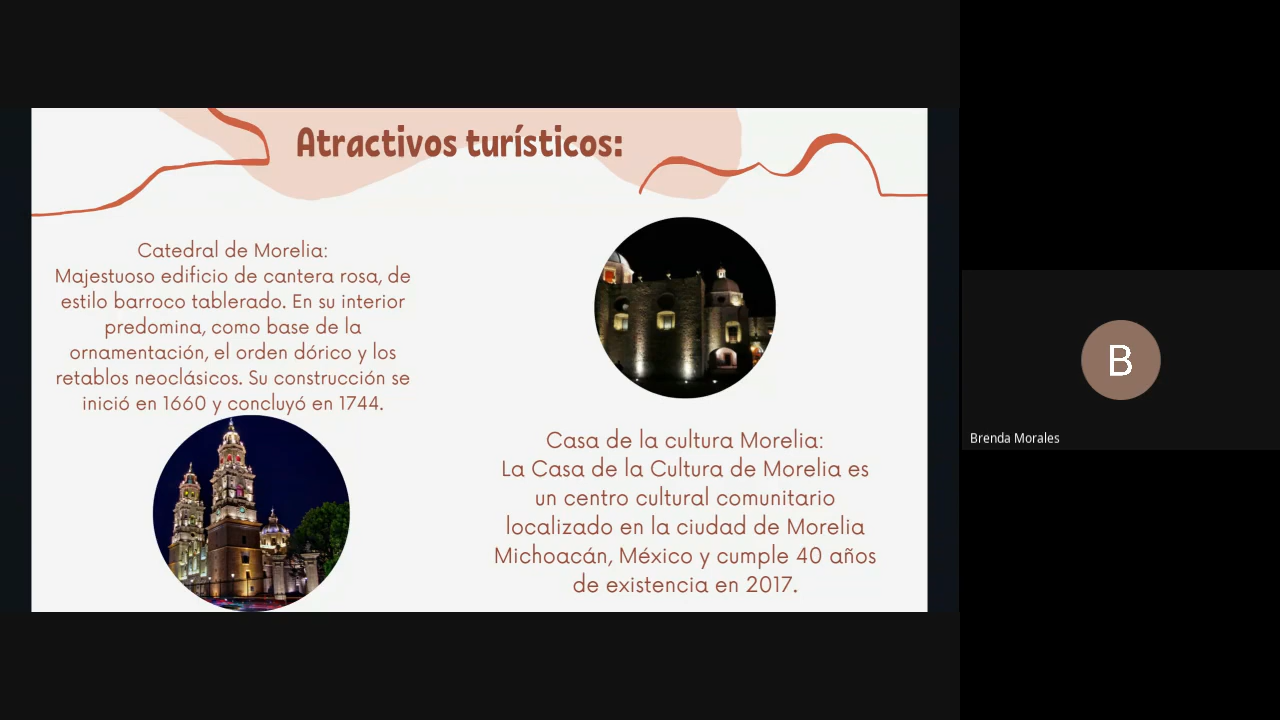 Atractivos turísticos:
Catedral de Morelia:
Majestuoso edificio de cantera rosa, de
estilo barroco tablerado. En su interior
predomina, como base de la
ornamentación, el orden dórico y los
retablos neoclásicos. Su construcción se
inició en 1660 y concluyó en 1744.
Casa de la cultura Morelia:
La Casa de la Cultura de Morelia es
un centro cultural comunitario
localizado en la ciudad de Morelia
Michoacán, México y cumple 40 años
de existencia en 2017.
B
Brenda Morales